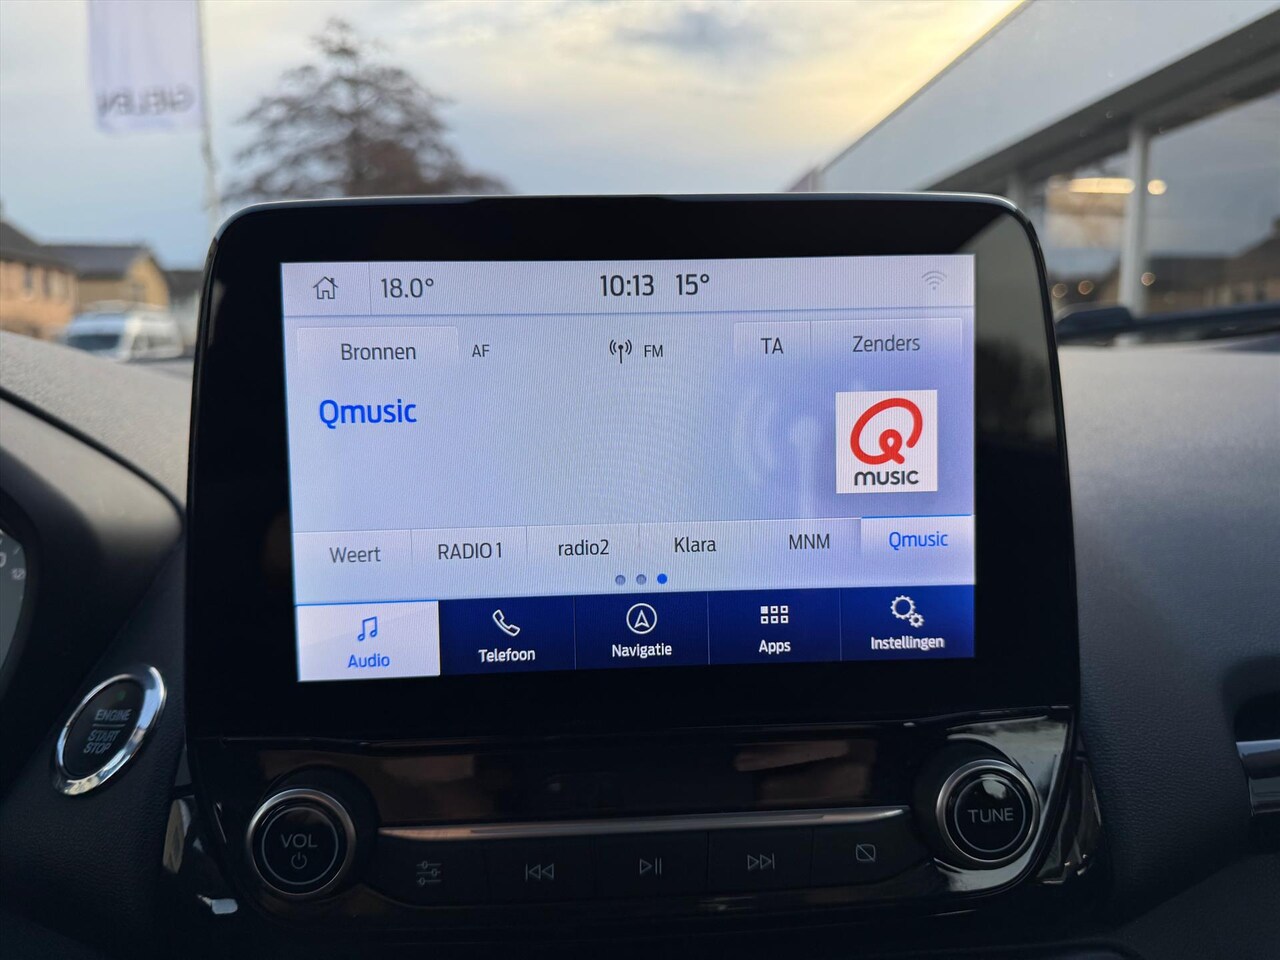 GIELEN
18.0°
10:13
15°
Bronnen
AF
FM
TA
Zenders
Qmusic
Q
music
Weert
RADIO 1
radio2
Klara
MNM
Qmusic
Audio
Telefoon
Navigatie
Apps
Instellingen
ENGINE
START
STOP
VOL
TUNE